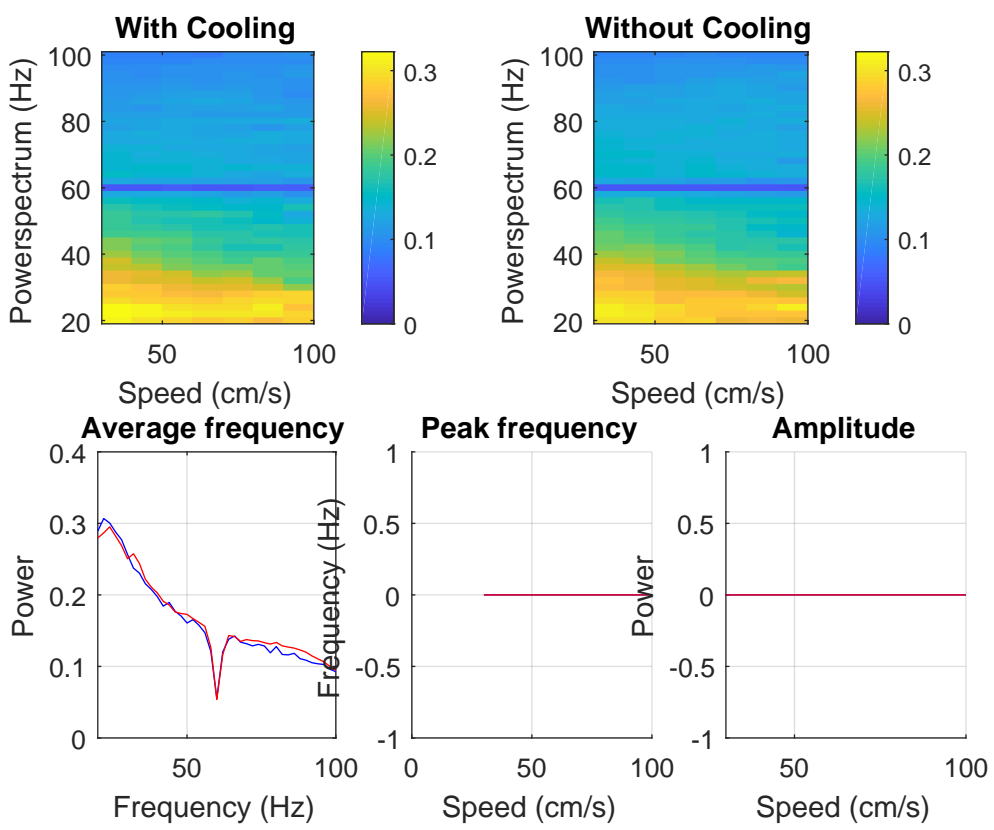 With Cooling
Powerspectrum (Hz)
100
80
60
40
20
50
100
Speed (cm/s)
0.3
0.2
0.1
0
Without Cooling
Powerspectrum (Hz)
100
80
60
40
20
50
100
Speed (cm/s)
0.3
0.2
0.1
0
Average frequency
Power
0.4
0.3
0.2
0.1
0
50
100
Frequency (Hz)
Peak frequency
Frequency (Hz)
1
0.5
0
-0.5
-1
0
50
100
Speed (cm/s)
Amplitude
Power
1
0.5
0
-0.5
-1
50
100
Speed (cm/s)